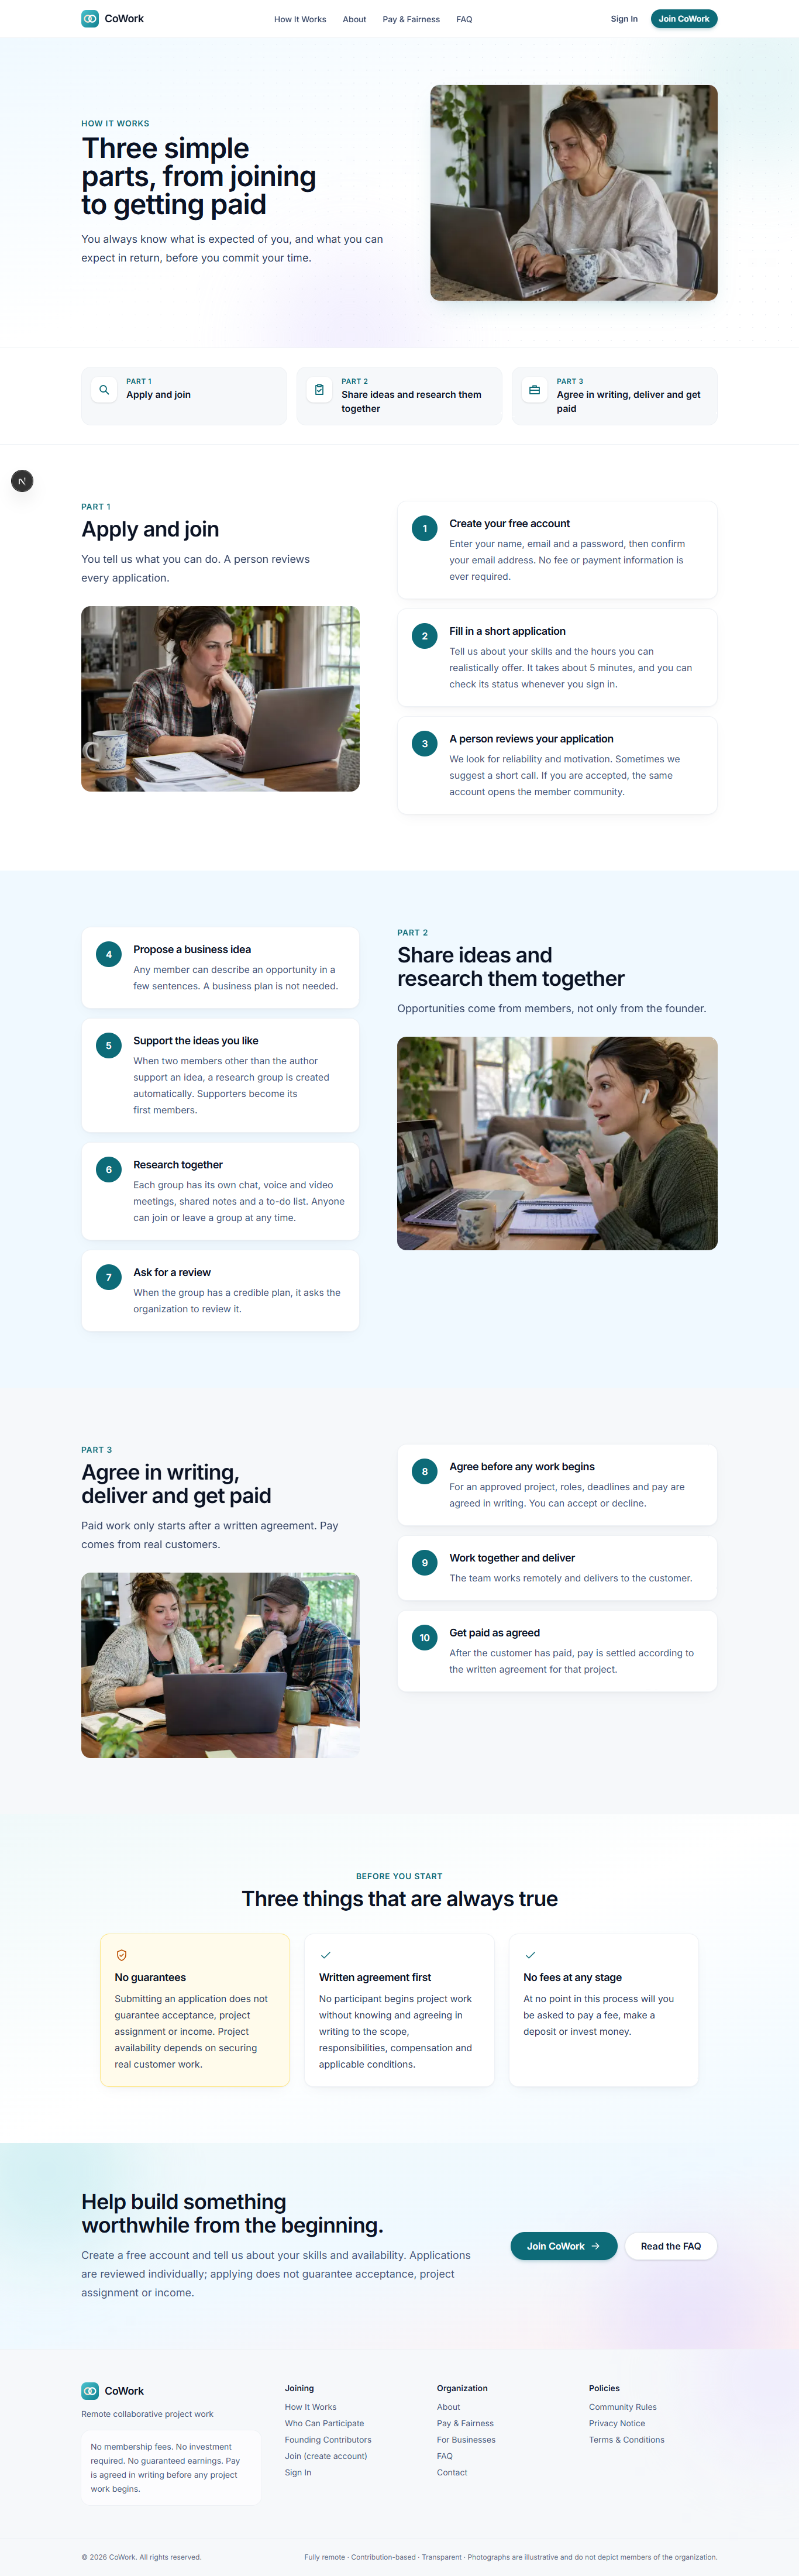 CoWork
How It Works
About
Pay & Fairness
FAQ
Sign In
Join CoWork
HOW IT WORKS
Three simple
parts, from joining
to getting paid
You always know what is expected of you, and what you can
expect in return, before you commit your time.
PART 1
Apply and join
PART 2
Share ideas and research them
together
PART 3
Agree in writing, deliver and get
paid
PART 1
Apply and join
You tell us what you can do. A person reviews
every application.
1
Create your free account
Enter your name, email and a password, then confirm
your email address. No fee or payment information is
ever required.
2
Fill in a short application
Tell us about your skills and the hours you can
realistically offer. It takes about 5 minutes, and you can
check its status whenever you sign in.
3
A person reviews your application
We look for reliability and motivation. Sometimes we
suggest a short call. If you are accepted, the same
account opens the member community.
4
Propose a business idea
Any member can describe an opportunity in a
few sentences. A business plan is not needed.
5
Support the ideas you like
When two members other than the author
support an idea, a research group is created
automatically. Supporters become its
first members.
6
Research together
Each group has its own chat, voice and video
meetings, shared notes and a to-do list. Anyone
can join or leave a group at any time.
7
Ask for a review
When the group has a credible plan, it asks the
organization to review it.
PART 2
Share ideas and
research them together
Opportunities come from members, not only from the founder.
PART 3
Agree in writing,
deliver and get paid
Paid work only starts after a written agreement. Pay
comes from real customers.
8
Agree before any work begins
For an approved project, roles, deadlines and pay are
agreed in writing. You can accept or decline.
9
Work together and deliver
The team works remotely and delivers to the customer.
10
Get paid as agreed
After the customer has paid, pay is settled according to
the written agreement for that project.
BEFORE YOU START
Three things that are always true
No guarantees
Submitting an application does not
guarantee acceptance, project
assignment or income. Project
availability depends on securing
real customer work.
Written agreement first
No participant begins project work
without knowing and agreeing in
writing to the scope,
responsibilities, compensation and
applicable conditions.
No fees at any stage
At no point in this process will you
be asked to pay a fee, make a
deposit or invest money.
Help build something
worthwhile from the beginning.
Create a free account and tell us about your skills and availability. Applications
are reviewed individually; applying does not guarantee acceptance, project
assignment or income.
Join CoWork →
Read the FAQ
CoWork
Remote collaborative project work
No membership fees. No investment
required. No guaranteed earnings. Pay
is agreed in writing before any project
work begins.
Joining
How It Works
Who Can Participate
Founding Contributors
Join (create account)
Sign In
Organization
About
Pay & Fairness
For Businesses
FAQ
Contact
Policies
Community Rules
Privacy Notice
Terms & Conditions
© 2026 CoWork. All rights reserved.
Fully remote · Contribution-based · Transparent · Photographs are illustrative and do not depict members of the organization.